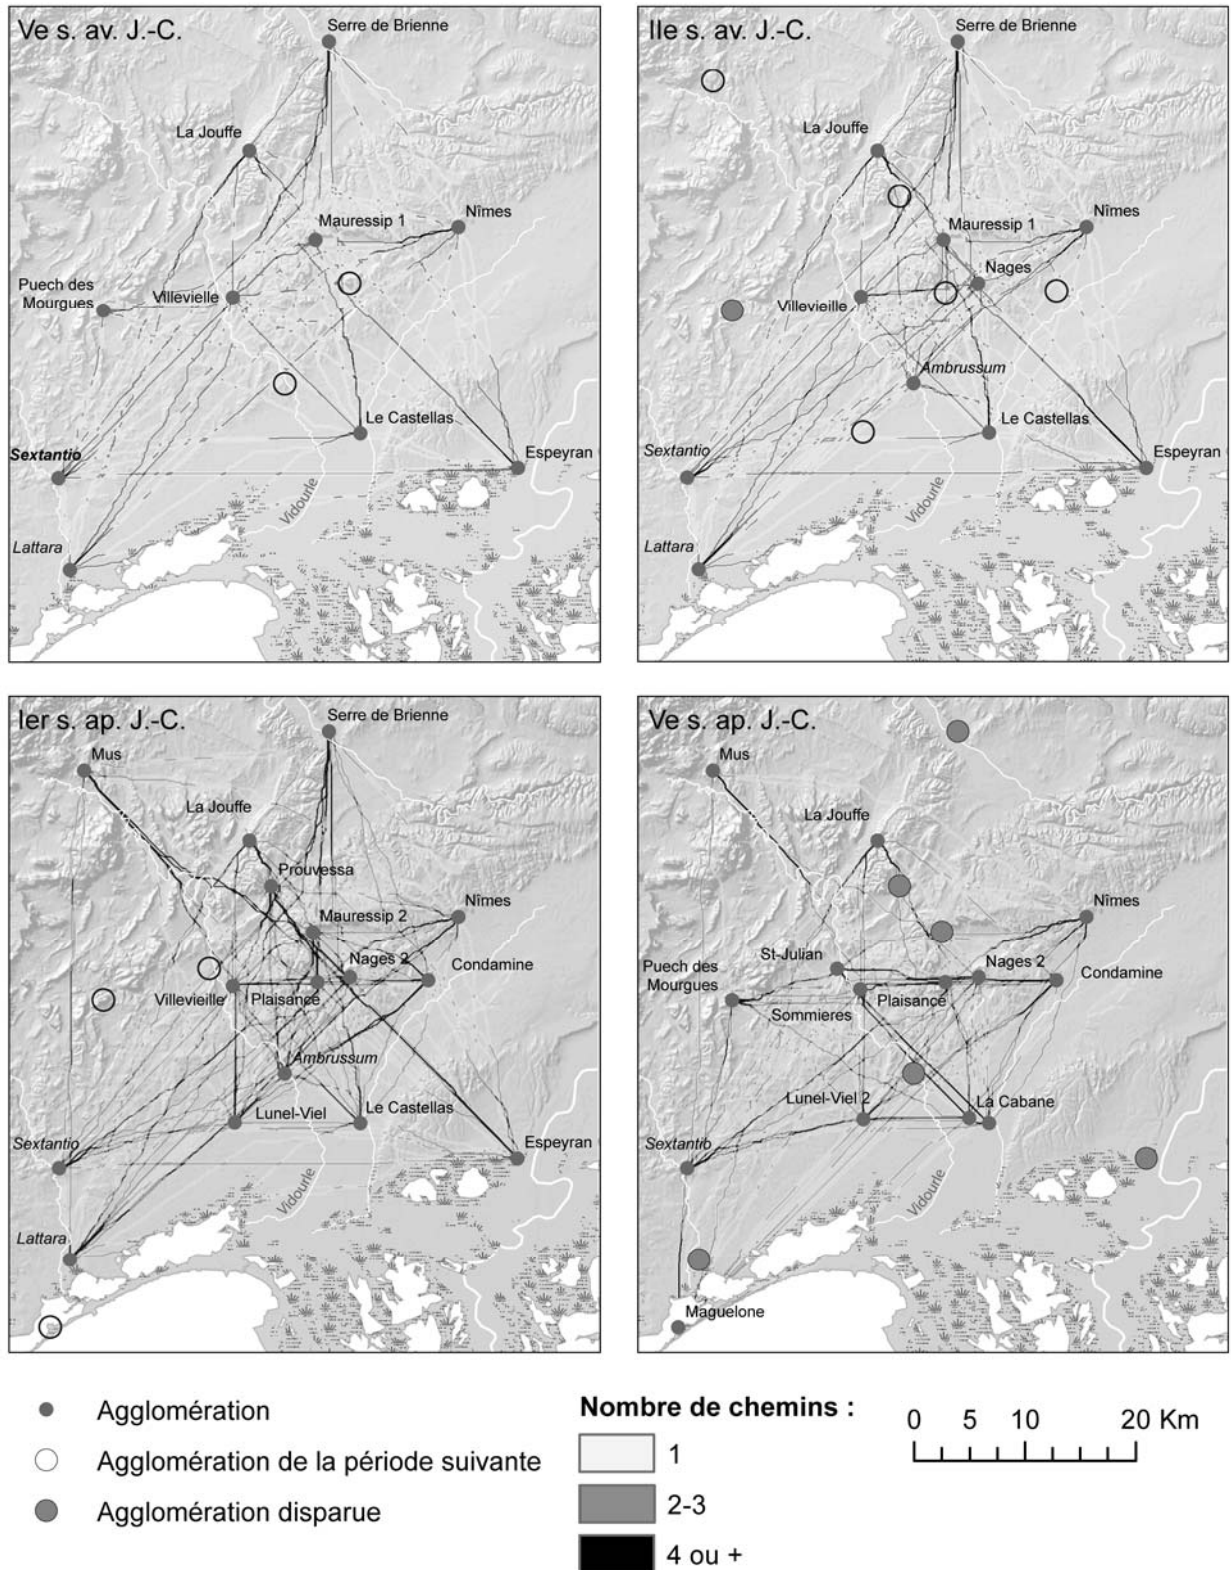 Ve s. av. J.-C.
Serre de Brienne
La Jouffe
Mauressip 1
Nîmes
Puech des
Mourgues
Villevieille
Le Castellas
Sextantio
Espeyran
Vidourle
Lattara
IIe s. av. J.-C.
Serre de Brienne
La Jouffe
Mauressip 1
Nîmes
Nages
Villevieille
Ambrussum
Le Castellas
Sextantio
Espeyran
Vidourle
Lattara
Ier s. ap. J.-C.
Serre de Brienne
Mus
La Jouffe
Prouvessa
Mauressip 2
Nîmes
Nages 2
Condamine
Villevieille
Plaisance
Ambrussum
Lunel-Viel
Le Castellas
Sextantio
Espeyran
Vidourle
Lattara
Ve s. ap. J.-C.
Mus
La Jouffe
Nîmes
St-Julian
Nages 2
Puech des
Mourgues
Condamine
Plaisance
Sommieres
Lunel-Viel 2
La Cabane
Sextantio
Vidourle
Maguelone
Agglomération
Agglomération de la période suivante
Agglomération disparue
Nombre de chemins :
1
2-3
4 ou +
0 5 10 20 Km